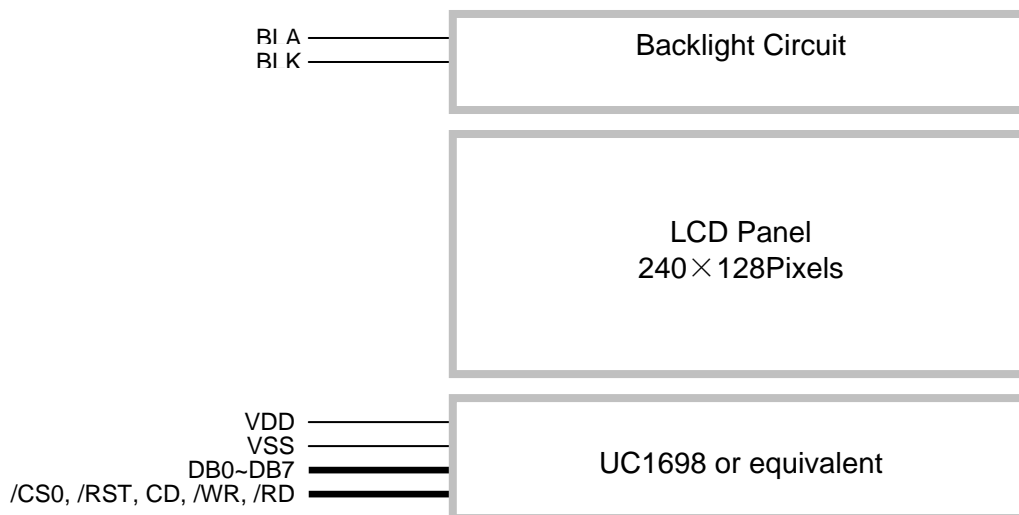 BLA
BLK
Backlight Circuit
LCD Panel
240×128Pixels
VDD
VSS
DB0~DB7
/CS0, /RST, CD, /WR, /RD
UC1698 or equivalent